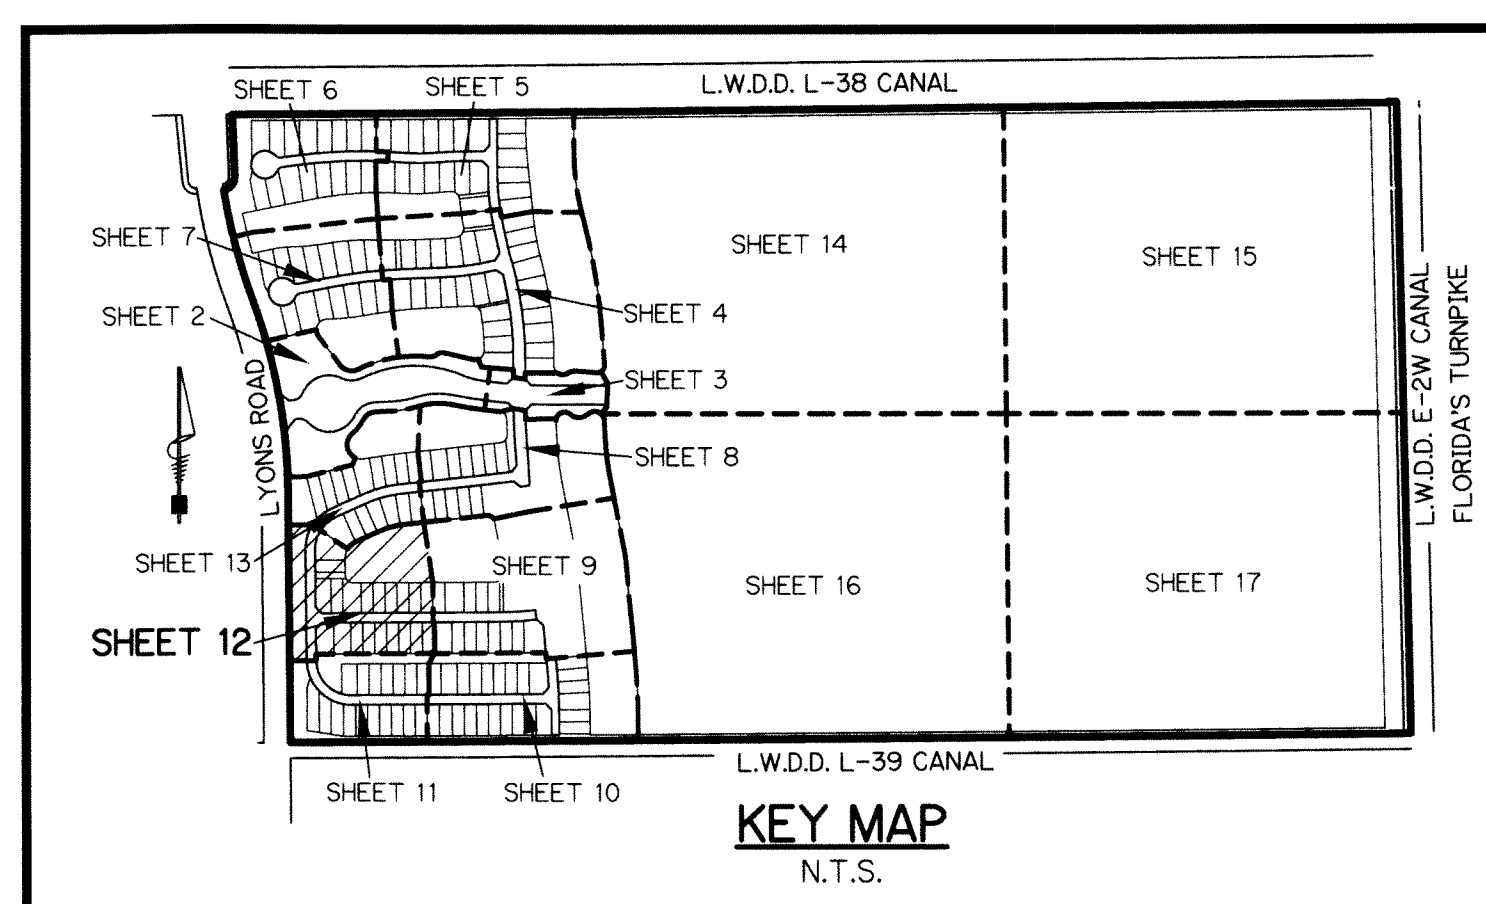 L.W.D.D. L-38 CANAL
SHEET 6
SHEET 5
SHEET 7
SHEET 14
SHEET 15
SHEET 2
SHEET 4
SHEET 3
LYONS ROAD
L.W.D.D. E-2W CANAL
FLORIDA'S TURNPIKE
SHEET 8
SHEET 13
SHEET 9
SHEET 16
SHEET 17
SHEET 12
L.W.D.D. L-39 CANAL
SHEET 11
SHEET 10
KEY MAP
N.T.S.